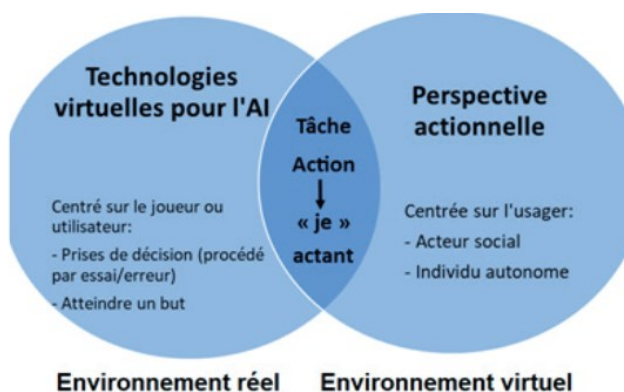 Technologies
virtuelles pour l'AI
Centré sur le joueur ou
utilisateur:
- Prises de décision (procédé
par essai/erreur)
- Atteindre un but
Tâche
Action
« je »
actant
Perspective
actionnelle
Centrée sur l'usager:
- Acteur social
- Individu autonome
Environnement réel
Environnement virtuel